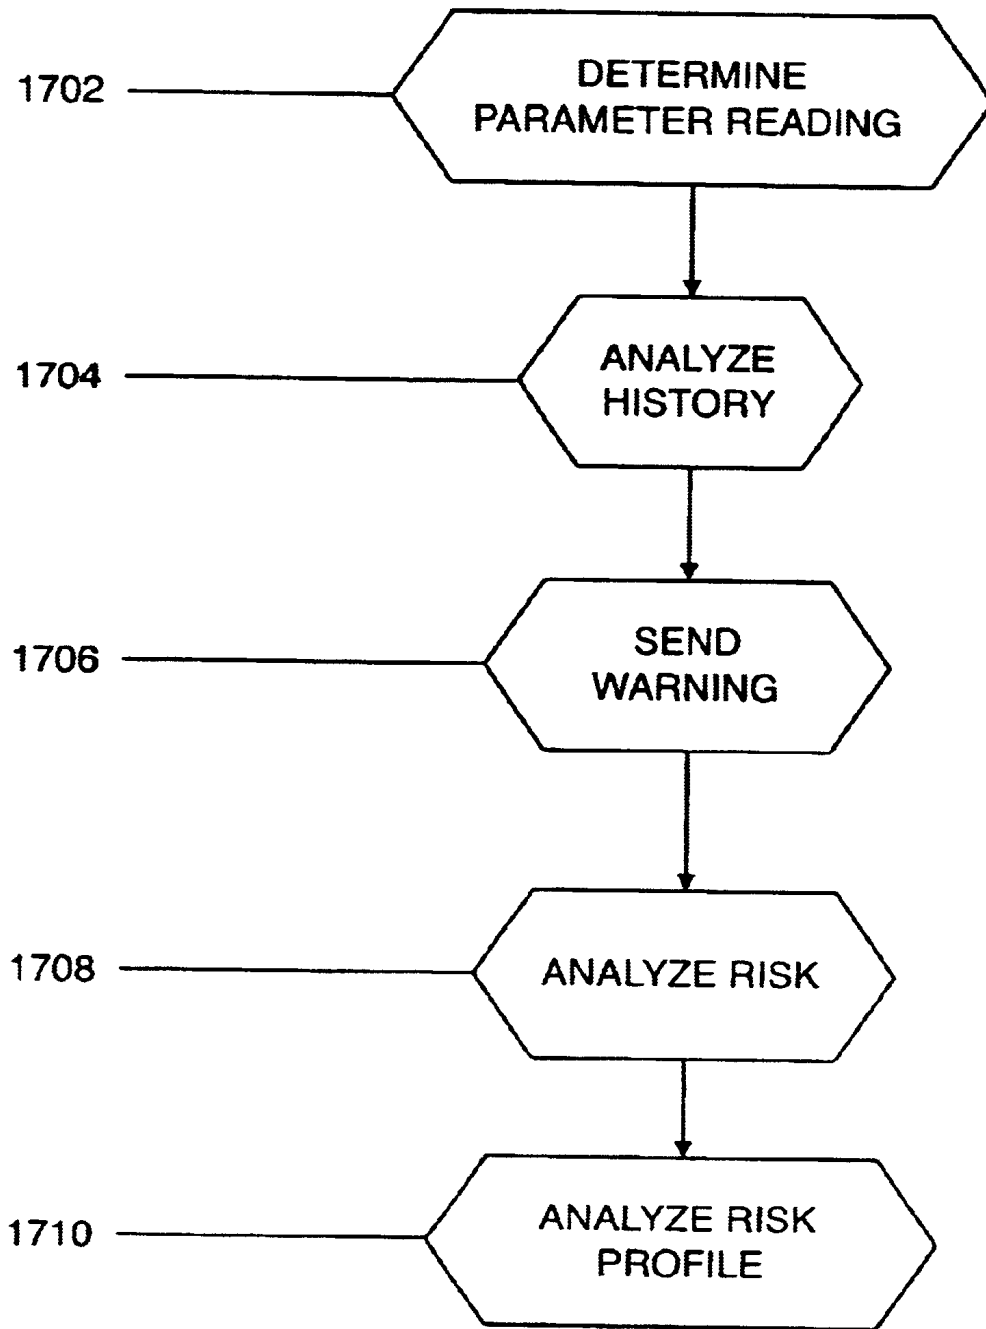 1702
DETERMINE
PARAMETER READING
1704
ANALYZE
HISTORY
1706
SEND
WARNING
1708
ANALYZE RISK
1710
ANALYZE RISK
PROFILE